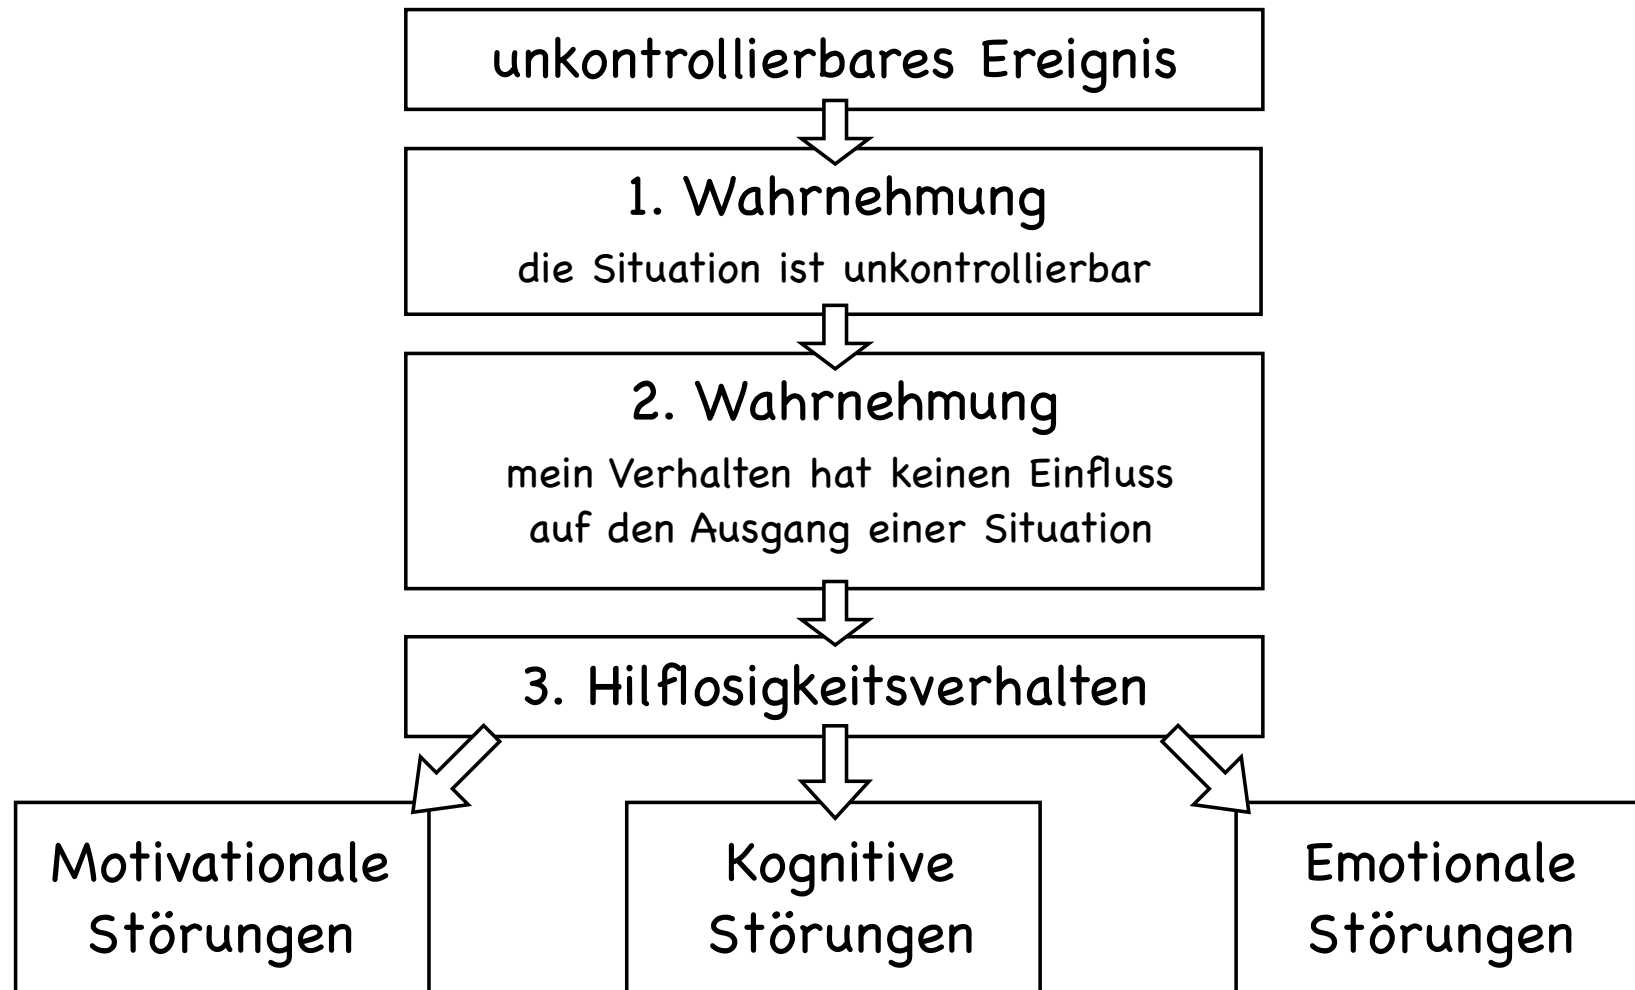 unkontrollierbares Ereignis
1. Wahrnehmung
die Situation ist unkontrollierbar
2. Wahrnehmung
mein Verhalten hat keinen Einfluss
auf den Ausgang einer Situation
3. Hilflosigkeitsverhalten
Motivationale
Störungen
Kognitive
Störungen
Emotionale
Störungen